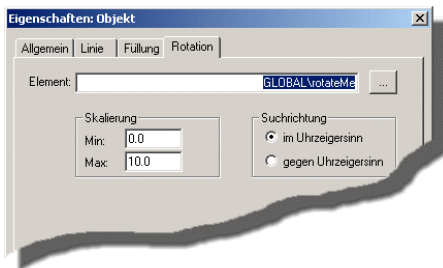 Eigenschaften: Objekt
Allgemein Linie Füllung Rotation
Element: GLOBAL\rotateMe ...
Skalierung
Min: 0.0
Max: 10.0
Suchrichtung
im Uhrzeigersinn
gegen Uhrzeigersinn